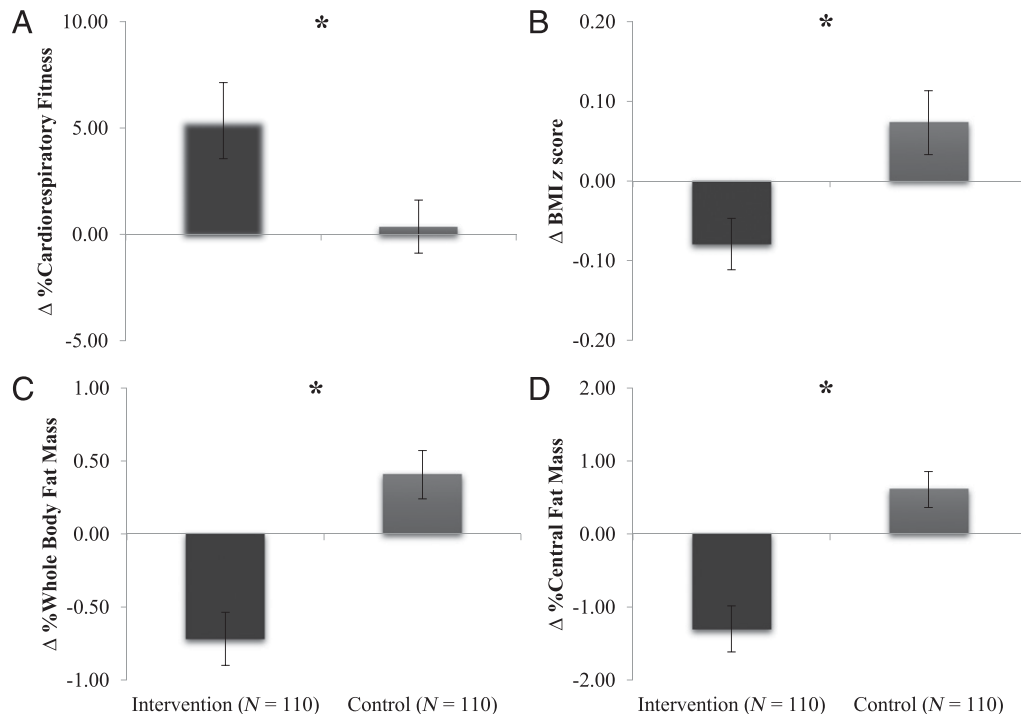 A
Δ %Cardiorespiratory Fitness
10.00
5.00
0.00
-5.00
*
B
Δ BMI z score
0.20
0.10
0.00
-0.10
-0.20
*
C
Δ %Whole Body Fat Mass
1.00
0.50
0.00
-0.50
-1.00
*
Intervention (N = 110)
Control (N = 110)
D
Δ %Central Fat Mass
2.00
1.00
0.00
-1.00
-2.00
*
Intervention (N = 110)
Control (N = 110)